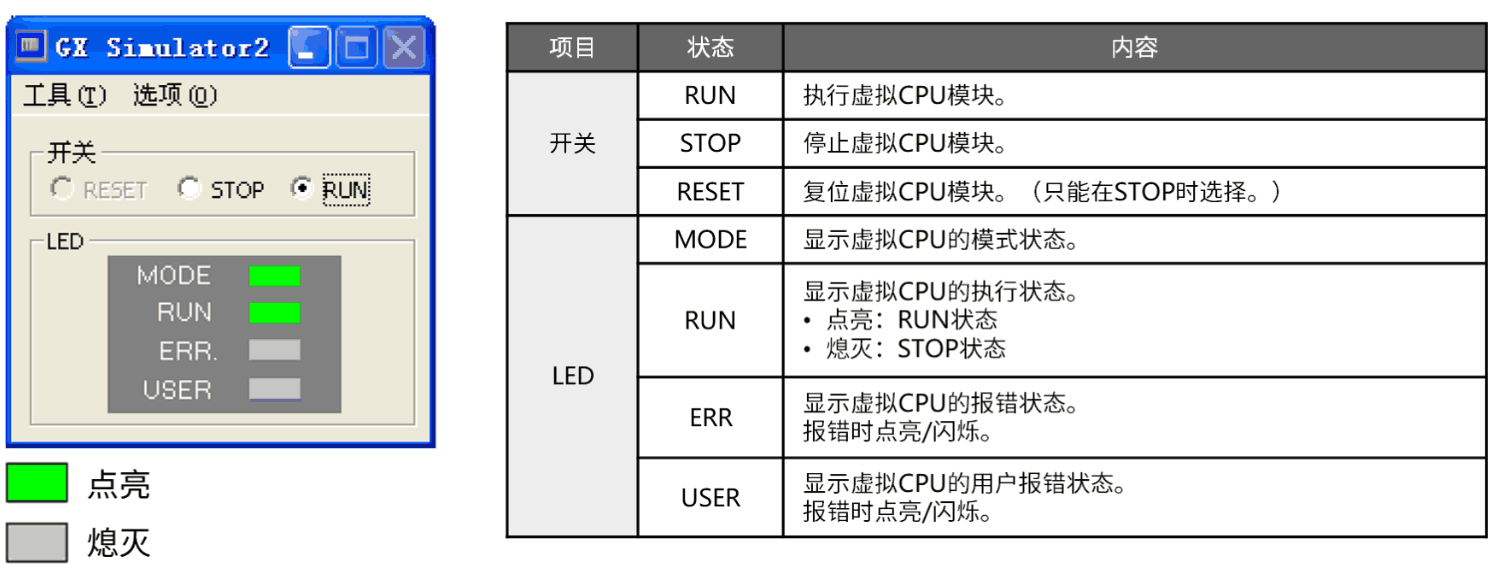 GX Simulator2
工具(T) 选项(O)
开关
RESET STOP RUN
LED
MODE
RUN
ERR.
USER
点亮
熄灭
项目 状态 内容
开关
RUN 执行虚拟CPU模块。
STOP 停止虚拟CPU模块。
RESET 复位虚拟CPU模块。（只能在STOP时选择。）
LED
MODE 显示虚拟CPU的模式状态。
RUN
显示虚拟CPU的执行状态。
• 点亮：RUN状态
• 熄灭：STOP状态
ERR
显示虚拟CPU的报错状态。
报错时点亮/闪烁。
USER
显示虚拟CPU的用户报错状态。
报错时点亮/闪烁。